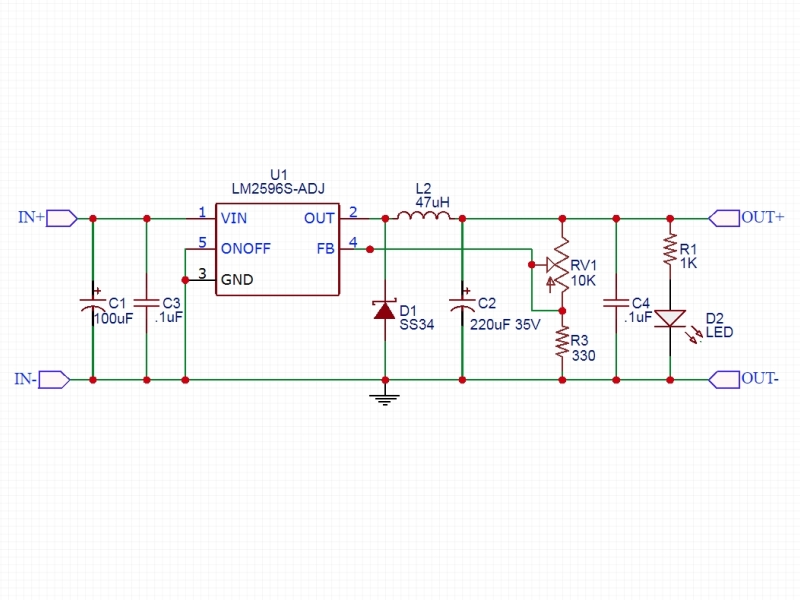 U1
LM2596S-ADJ
L2
47uH
IN+
1
VIN
OUT
2
OUT+
5
ONOFF
FB
4
3
GND
R1
1K
RV1
10K
+
C1
100uF
C3
.1uF
D1
SS34
+
C2
220uF 35V
C4
.1uF
D2
LED
R3
330
IN-
OUT-